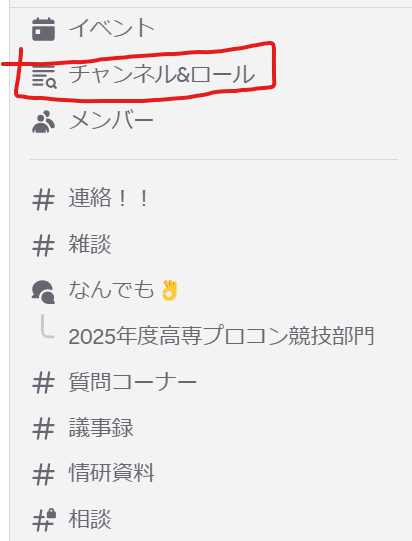 イベント
チャンネル&ロール
メンバー
連絡！！
雑談
なんでも👌
2025年度高専プロコン競技部門
質問コーナー
議事録
情研資料
相談